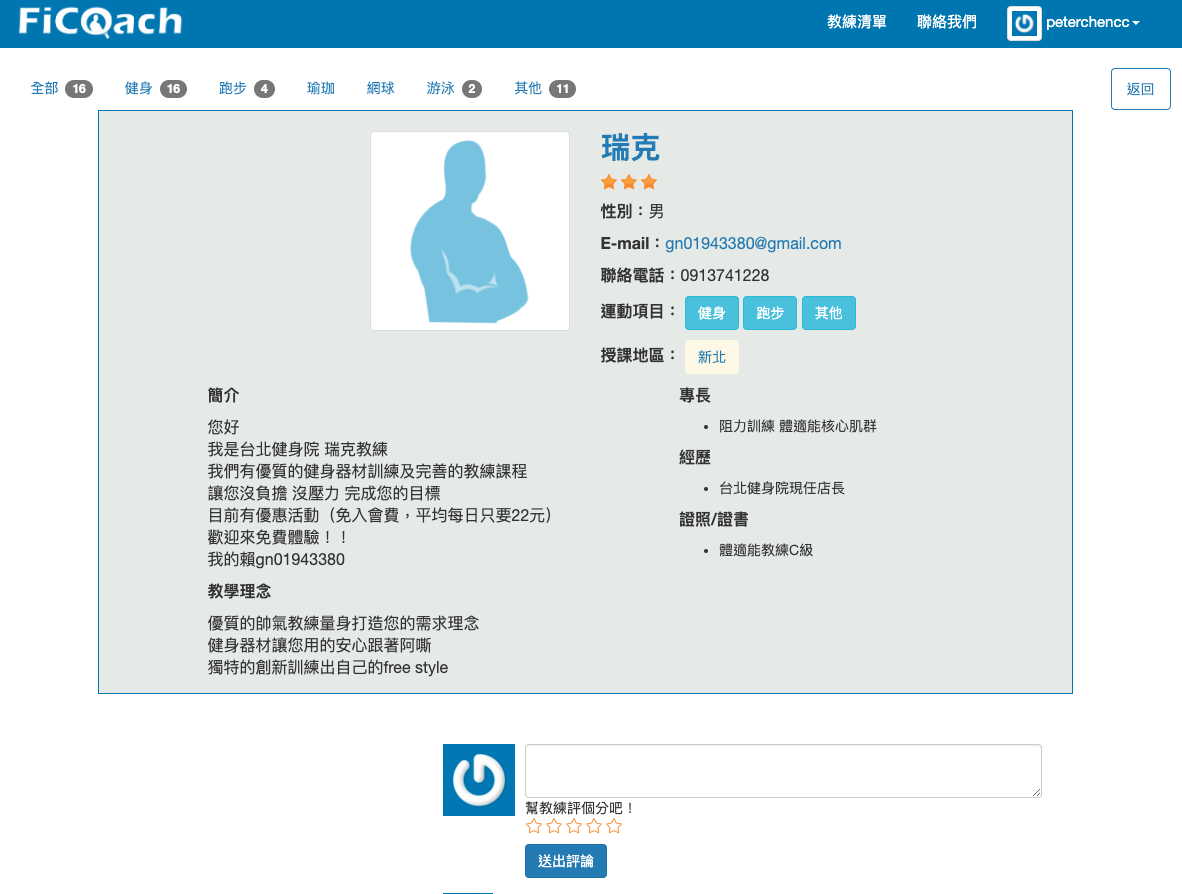 FiCoach
教練清單 聯絡我們 peterchencc
全部 16 健身 16 跑步 4 瑜珈 網球 游泳 2 其他 11
返回
瑞克
性別：男
E-mail：gn01943380@gmail.com
聯絡電話：0913741228
運動項目： 健身 跑步 其他
授課地區： 新北
簡介
您好
我是台北健身院 瑞克教練
我們有優質的健身器材訓練及完善的教練課程
讓您沒負擔 沒壓力 完成您的目標
目前有優惠活動（免入會費，平均每日只要22元）
歡迎來免費體驗！！
我的賴gn01943380
教學理念
優質的帥氣教練量身打造您的需求理念
健身器材讓您用的安心跟著阿嘶
獨特的創新訓練出自己的free style
專長
• 阻力訓練 體適能核心肌群
經歷
• 台北健身院現任店長
證照/證書
• 體適能教練C級
幫教練評個分吧！
送出評論